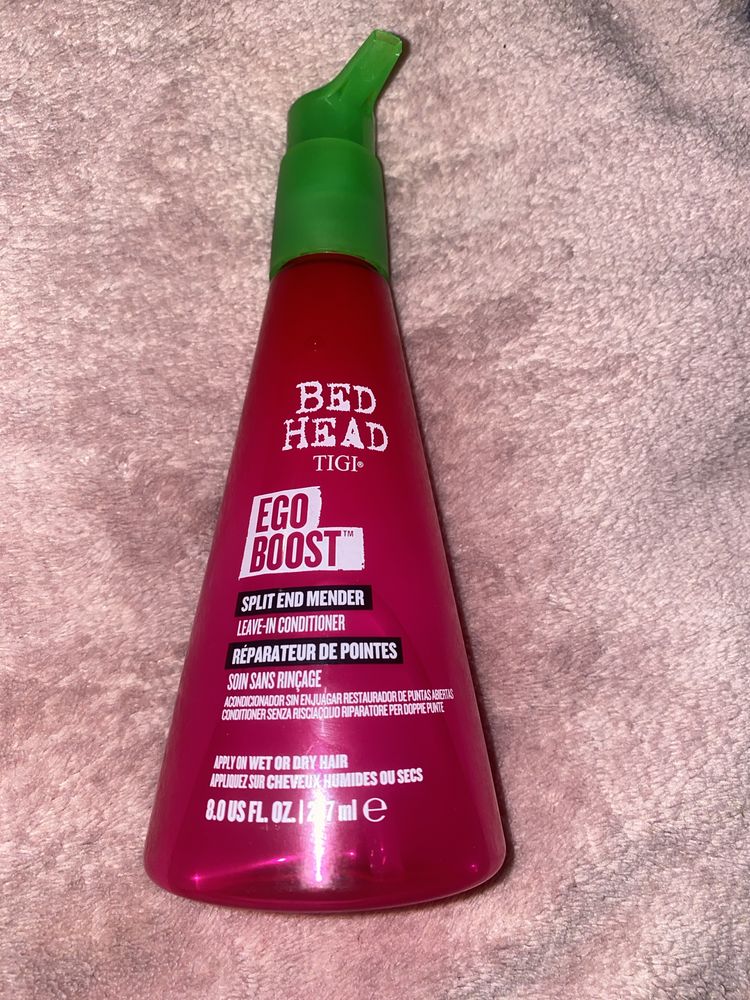 BED
HEAD
TIGI®
EGO
BOOST™
SPLIT END MENDER
LEAVE-IN CONDITIONER
RÉPARATEUR DE POINTES
SOIN SANS RINÇAGE
ACONDICIONADOR SIN ENJUAGAR RESTAURADOR DE PUNTAS ABIERTAS
CONDITIONER SENZA RISCIACQUO RIPARATORE PER DOPPIE PUNTE
APPLY ON WET OR DRY HAIR
APPLIQUEZ SUR CHEVEUX HUMIDES OU SECS
8.0 US FL. OZ. | ml ℮